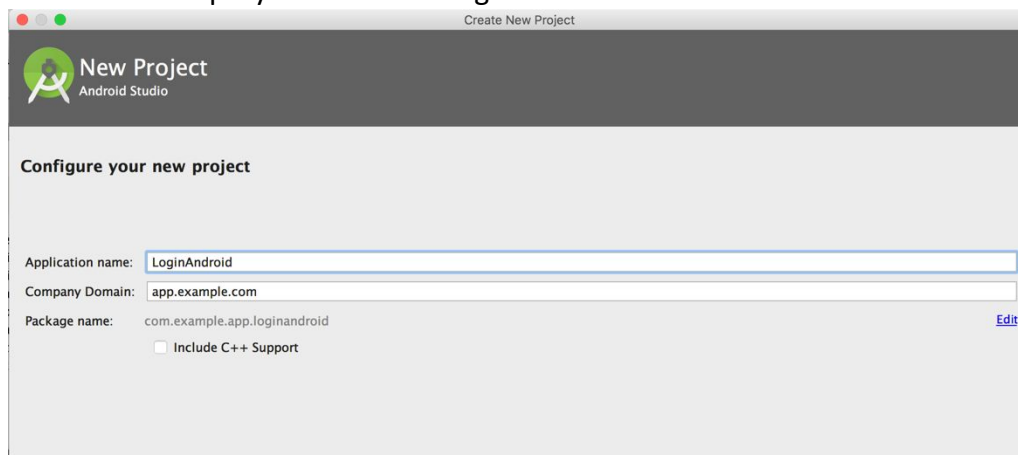 Create New Project
New Project
Android Studio
Configure your new project
Application name: LoginAndroid
Company Domain: app.example.com
Package name: com.example.app.loginandroid Edit
Include C++ Support